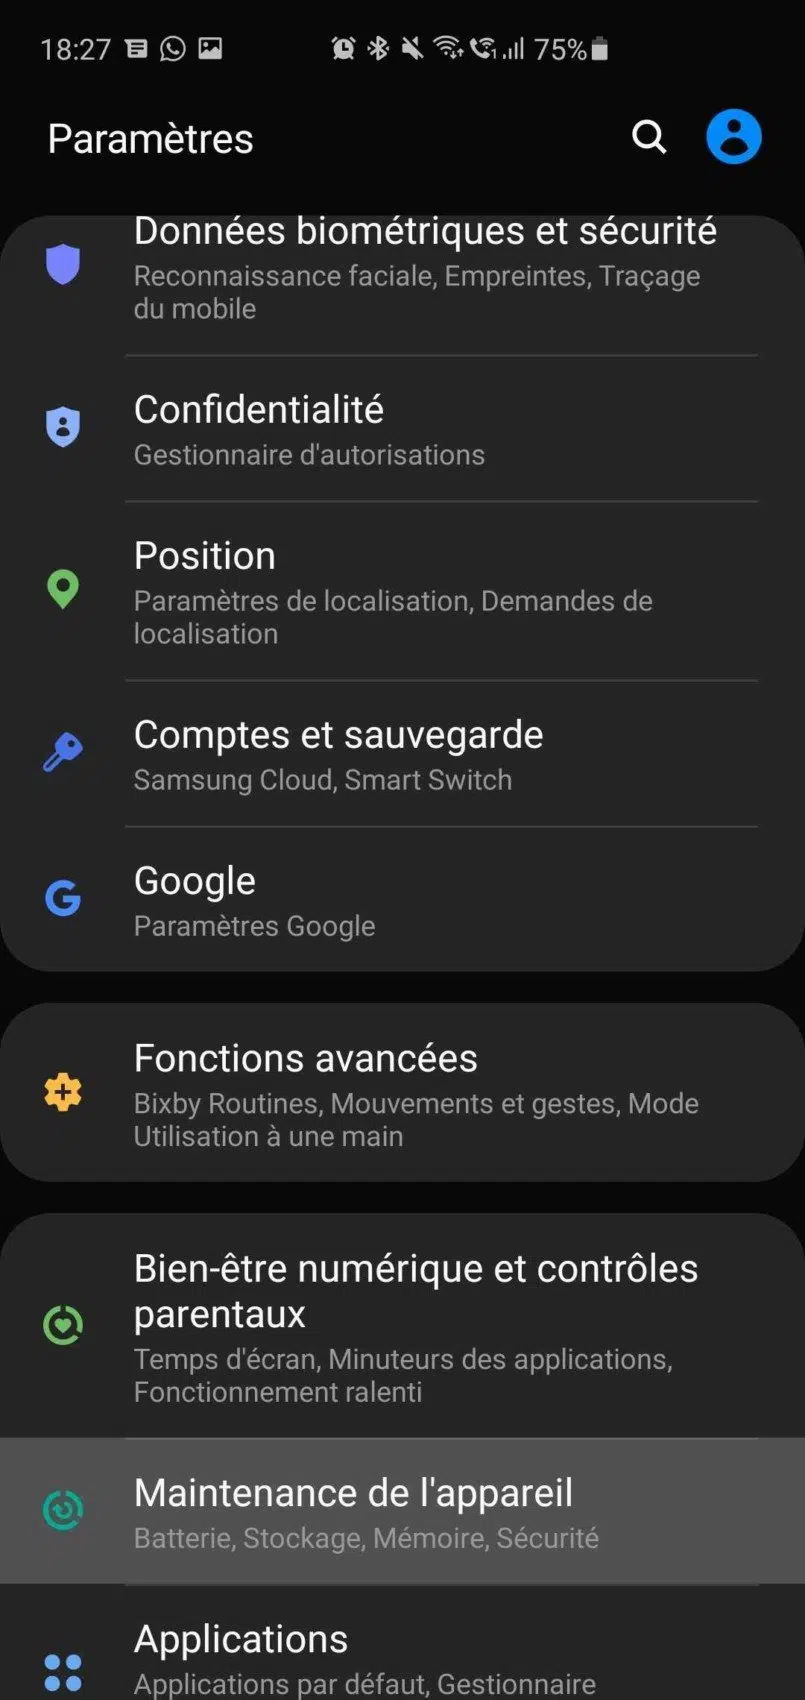 18:27 75%
Paramètres
Données biométriques et sécurité
Reconnaissance faciale, Empreintes, Traçage
du mobile
Confidentialité
Gestionnaire d'autorisations
Position
Paramètres de localisation, Demandes de
localisation
Comptes et sauvegarde
Samsung Cloud, Smart Switch
Google
Paramètres Google
Fonctions avancées
Bixby Routines, Mouvements et gestes, Mode
Utilisation à une main
Bien-être numérique et contrôles
parentaux
Temps d'écran, Minuteurs des applications,
Fonctionnement ralenti
Maintenance de l'appareil
Batterie, Stockage, Mémoire, Sécurité
Applications
Applications par défaut, Gestionnaire